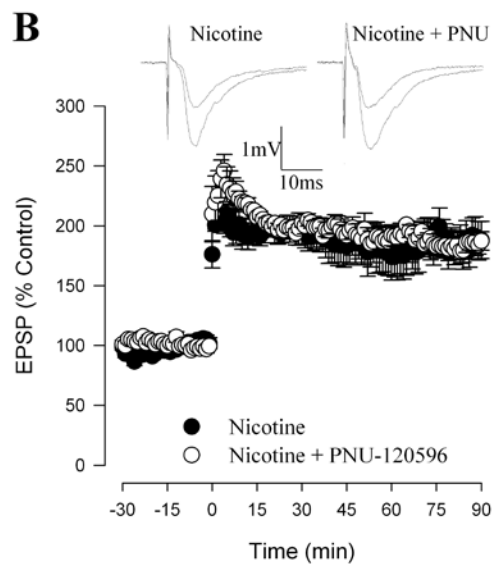 B
Nicotine
Nicotine + PNU
1mV
10ms
300
250
200
150
100
50
0
EPSP (% Control)
Nicotine
Nicotine + PNU-120596
-30 -15 0 15 30 45 60 75 90
Time (min)